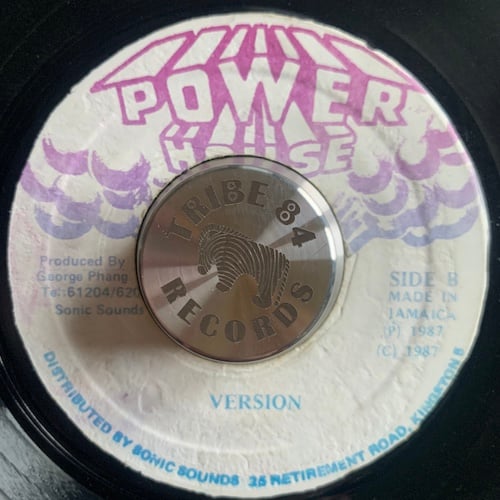 POWER
HOUSE
TRIBE 84
RECORDS
Produced By
George Phang
Sonic Sounds
SIDE B
MADE IN
JAMAICA
(P) 1987
(C) 1987
VERSION
DISTRIBUTED BY SONIC SOUNDS 25 RETIREMENT ROAD, KINGSTON 5